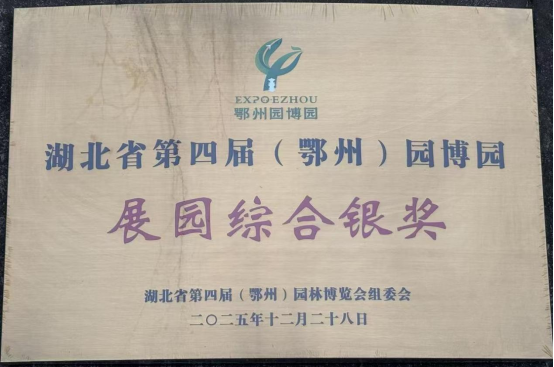 EXPO·EZHOU
鄂州园博园
湖北省第四届（鄂州）园博园
展园综合银奖
湖北省第四届（鄂州）园林博览会组委会
二〇二五年十二月二十八日